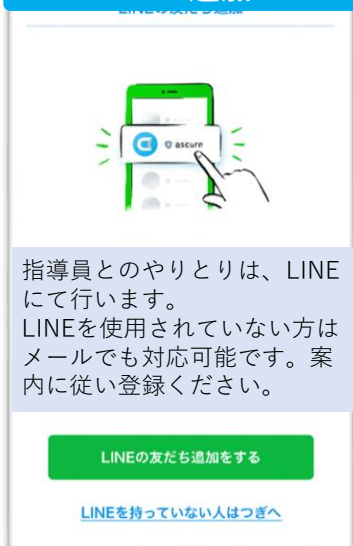 LINEの友だち追加
ascure
指導員とのやりとりは、LINE
にて行います。
LINEを使用されていない方は
メールでも対応可能です。案
内に従い登録ください。
LINEの友だち追加をする
LINEを持っていない人はつぎへ